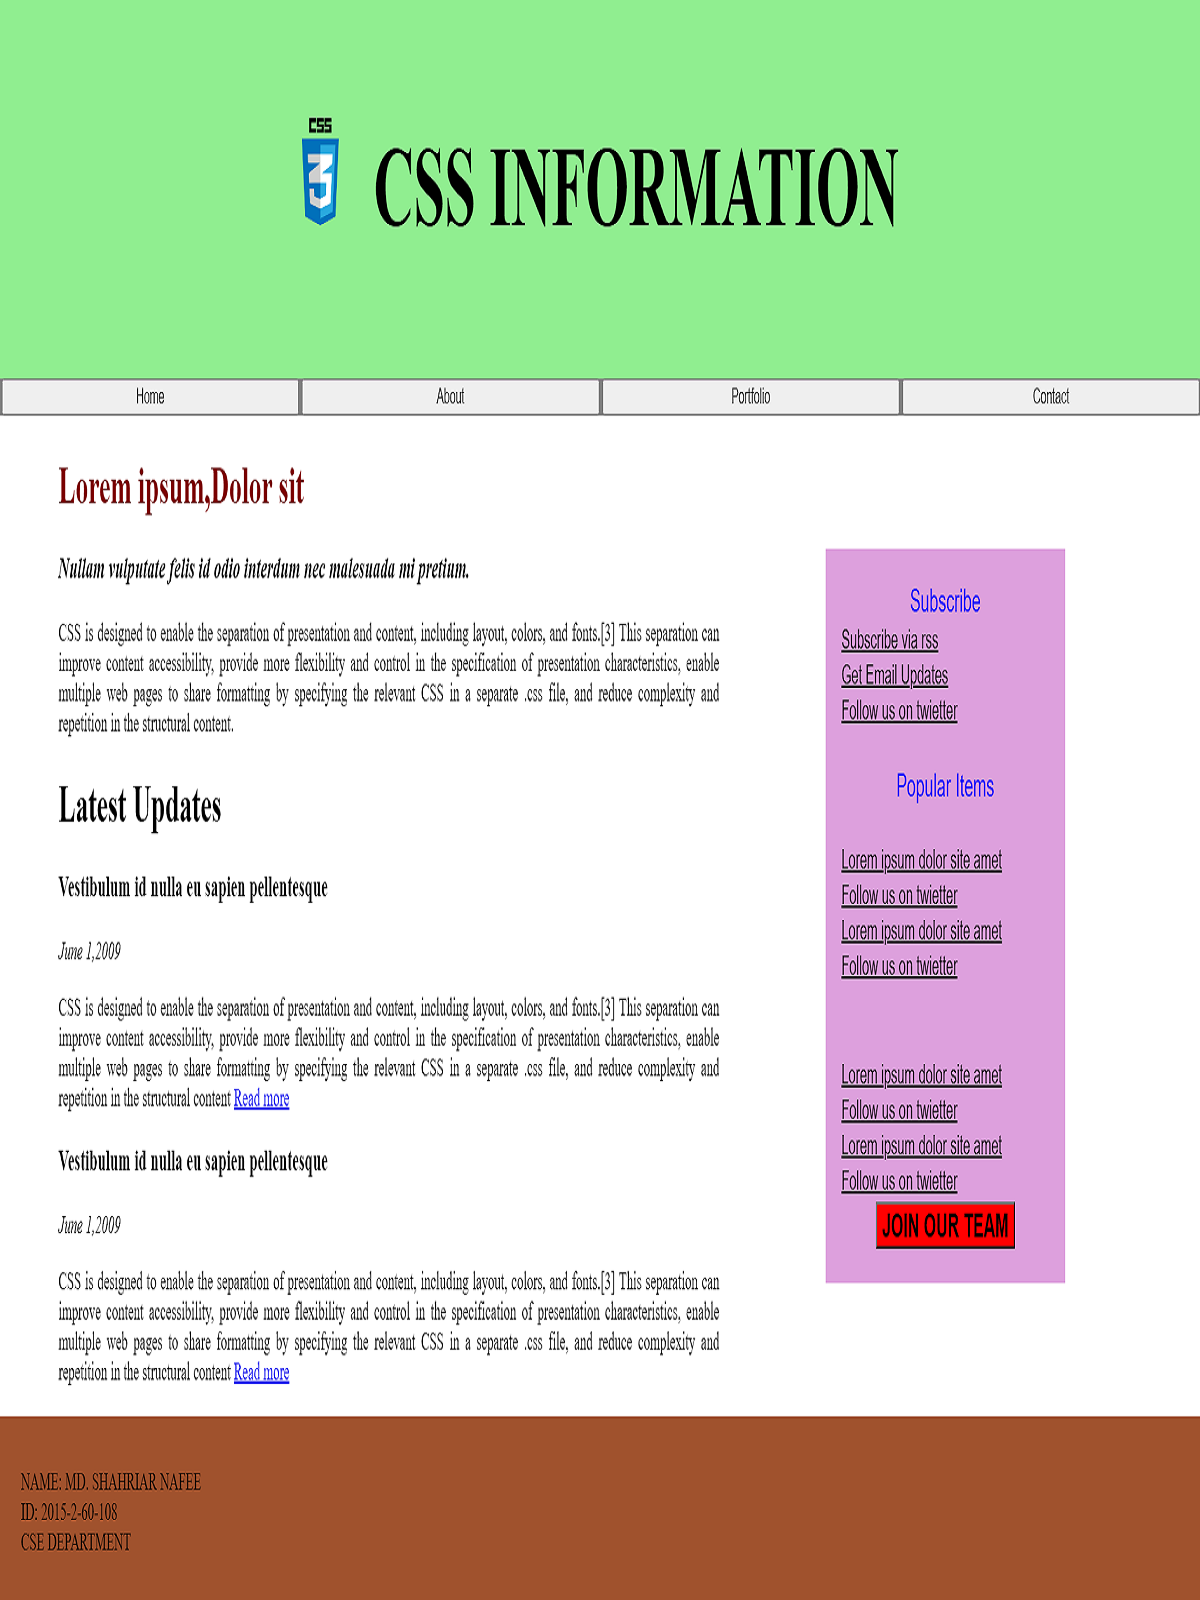 CSS
3
CSS INFORMATION
Home
About
Portfolio
Contact
Lorem ipsum,Dolor sit
Nullam vulputate felis id odio interdum nec malesuada mi pretium.
CSS is designed to enable the separation of presentation and content, including layout, colors, and fonts.[3] This separation can
improve content accessibility, provide more flexibility and control in the specification of presentation characteristics, enable
multiple web pages to share formatting by specifying the relevant CSS in a separate .css file, and reduce complexity and
repetition in the structural content.
Latest Updates
Vestibulum id nulla eu sapien pellentesque
June 1,2009
CSS is designed to enable the separation of presentation and content, including layout, colors, and fonts.[3] This separation can
improve content accessibility, provide more flexibility and control in the specification of presentation characteristics, enable
multiple web pages to share formatting by specifying the relevant CSS in a separate .css file, and reduce complexity and
repetition in the structural content Read more
Vestibulum id nulla eu sapien pellentesque
June 1,2009
CSS is designed to enable the separation of presentation and content, including layout, colors, and fonts.[3] This separation can
improve content accessibility, provide more flexibility and control in the specification of presentation characteristics, enable
multiple web pages to share formatting by specifying the relevant CSS in a separate .css file, and reduce complexity and
repetition in the structural content Read more
Subscribe
Subscribe via rss
Get Email Updates
Follow us on twietter
Popular Items
Lorem ipsum dolor site amet
Follow us on twietter
Lorem ipsum dolor site amet
Follow us on twietter
Lorem ipsum dolor site amet
Follow us on twietter
Lorem ipsum dolor site amet
Follow us on twietter
JOIN OUR TEAM
NAME: MD. SHAHRIAR NAFEE
ID: 2015-2-60-108
CSE DEPARTMENT